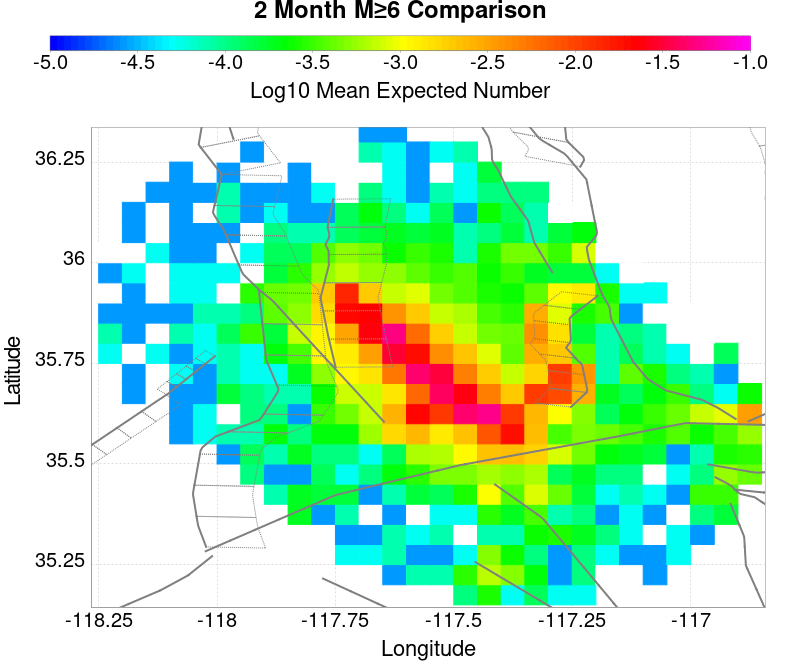 2 Month M≥6 Comparison
-5.0 -4.5 -4.0 -3.5 -3.0 -2.5 -2.0 -1.5 -1.0
Log10 Mean Expected Number
36.25
36
35.75
35.5
35.25
Latitude
-118.25 -118 -117.75 -117.5 -117.25 -117
Longitude